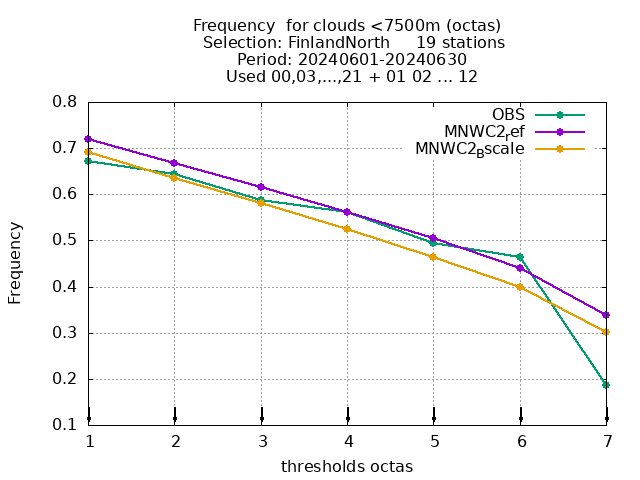 Frequency  for clouds <7500m (octas)
Selection: FinlandNorth     19 stations
Period: 20240601-20240630
Used 00,03,...,21 + 01 02 ... 12
OBS
MNWC2_ref
MNWC2_Bscale
0.8
0.7
0.6
0.5
0.4
0.3
0.2
0.1
Frequency
1 2 3 4 5 6 7
thresholds octas